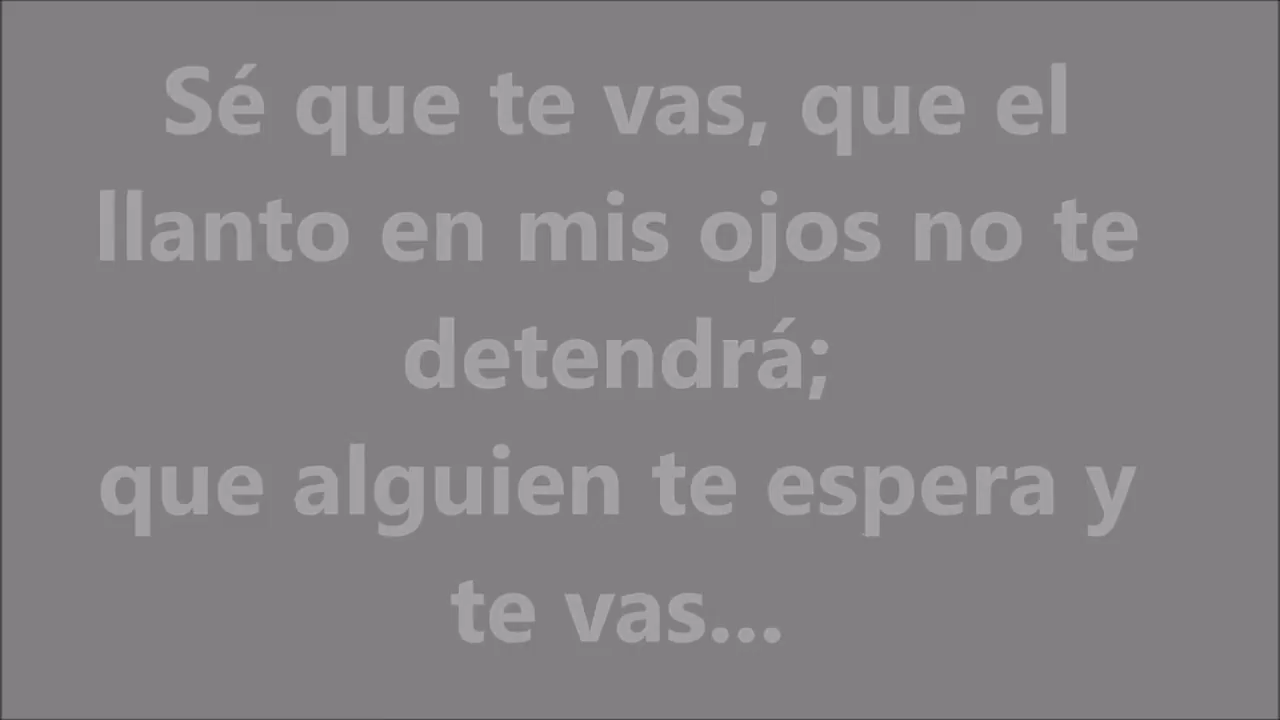 Sé que te vas, que el
llanto en mis ojos no te
detendrá;
que alguien te espera y
te vas...